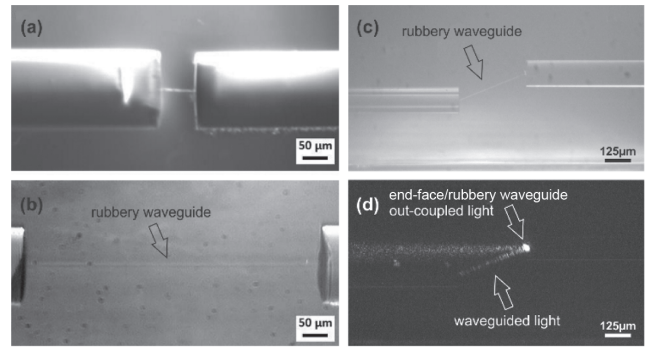 (a)
50 µm
(b)
rubbery waveguide
50 µm
(c)
rubbery waveguide
125µm
(d)
end-face/rubbery waveguide
out-coupled light
waveguided light
125µm